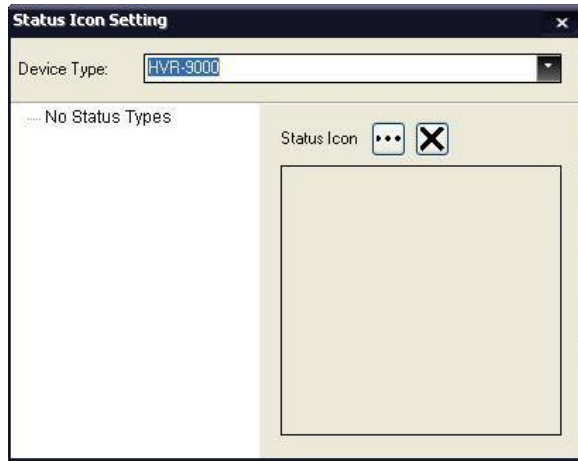 Status Icon Setting
Device Type: HVR-9000
No Status Types
Status Icon